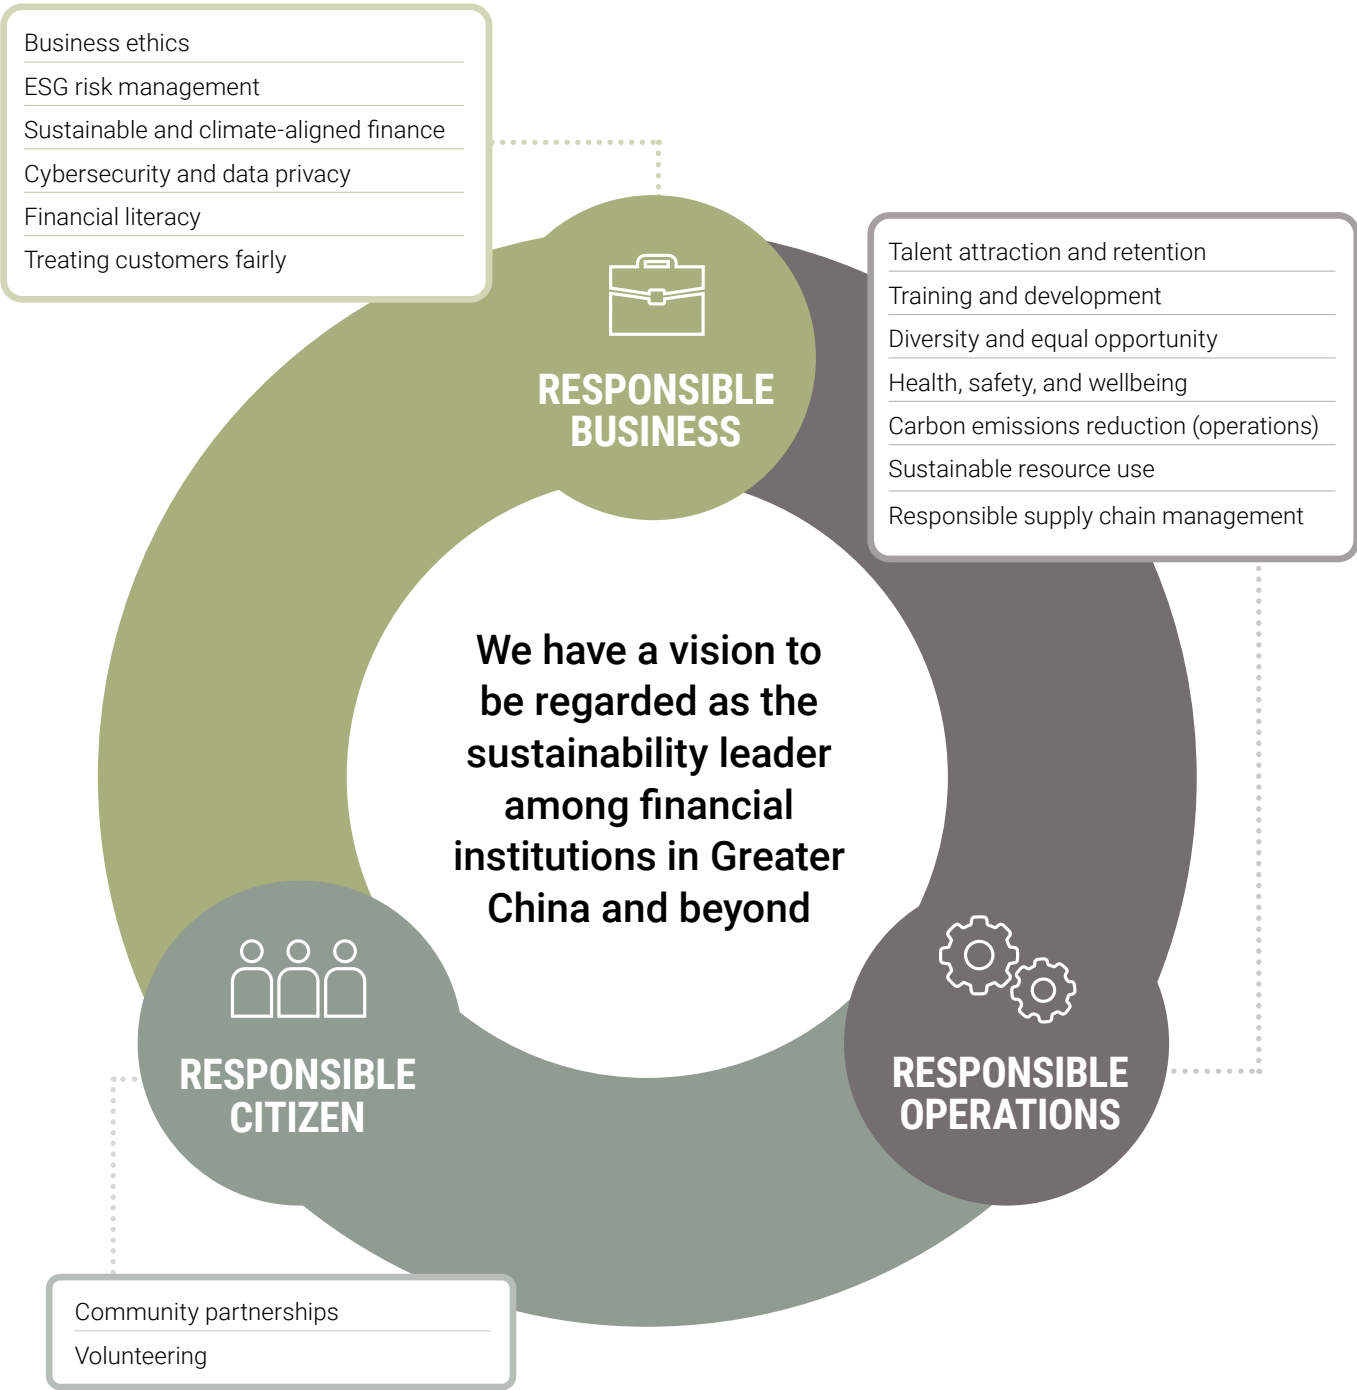 Business ethics
ESG risk management
Sustainable and climate-aligned finance
Cybersecurity and data privacy
Financial literacy
Treating customers fairly
RESPONSIBLE
BUSINESS
Talent attraction and retention
Training and development
Diversity and equal opportunity
Health, safety, and wellbeing
Carbon emissions reduction (operations)
Sustainable resource use
Responsible supply chain management
We have a vision to
be regarded as the
sustainability leader
among financial
institutions in Greater
China and beyond
RESPONSIBLE
CITIZEN
RESPONSIBLE
OPERATIONS
Community partnerships
Volunteering